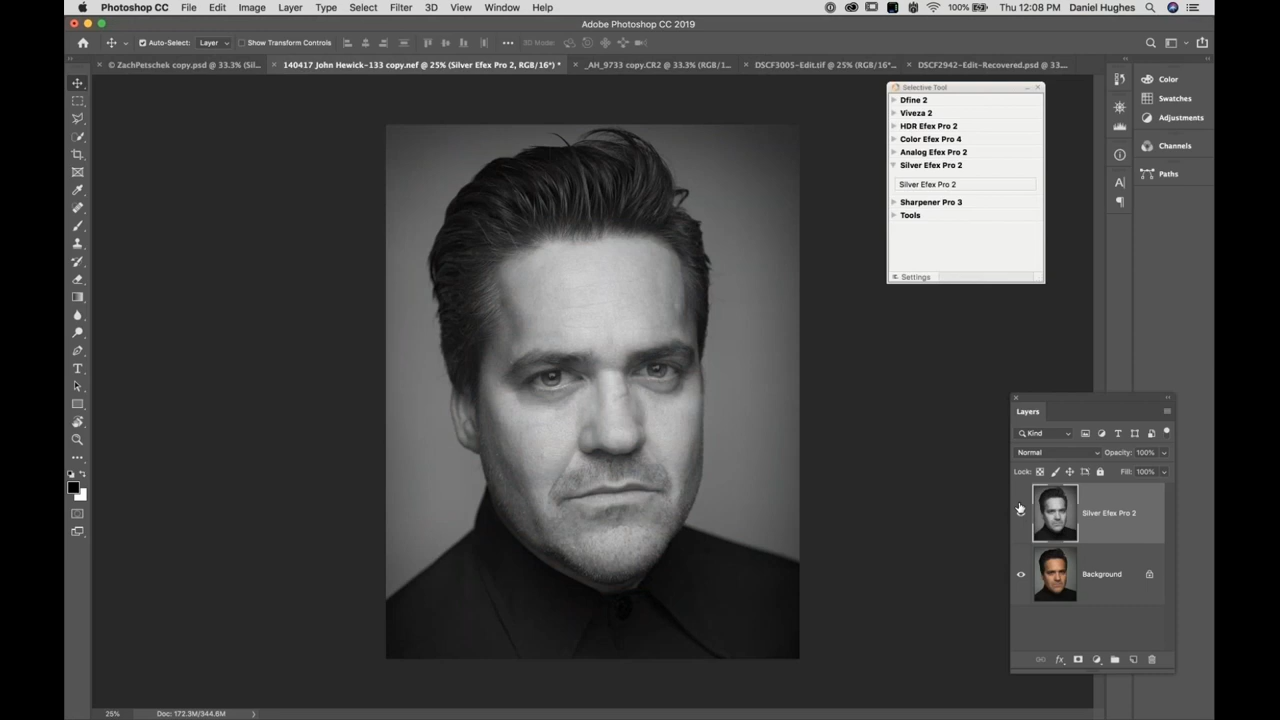 Photoshop CC File Edit Image Layer Type Select Filter 3D View Window Help 100% Thu 12:08 PM Daniel Hughes
Adobe Photoshop CC 2019
Auto-Select: Layer Show Transform Controls 3D Mode:
© ZachPetschek copy.psd @ 33.3% (Sil... 140417 John Hewick-133 copy.nef @ 25% (Silver Efex Pro 2, RGB/16*) * _AH_9733 copy.CR2 @ 33.3% (RGB/1... DSCF3005-Edit.tif @ 25% (RGB/16*... DSCF2942-Edit-Recovered.psd @ 33....
Selective Tool
Dfine 2
Viveza 2
HDR Efex Pro 2
Color Efex Pro 4
Analog Efex Pro 2
Silver Efex Pro 2
Silver Efex Pro 2
Sharpener Pro 3
Tools
Settings
Color
Swatches
Adjustments
Channels
Paths
Layers
Kind
Normal Opacity: 100%
Lock: Fill: 100%
Silver Efex Pro 2
Background
25% Doc: 172.3M/344.6M